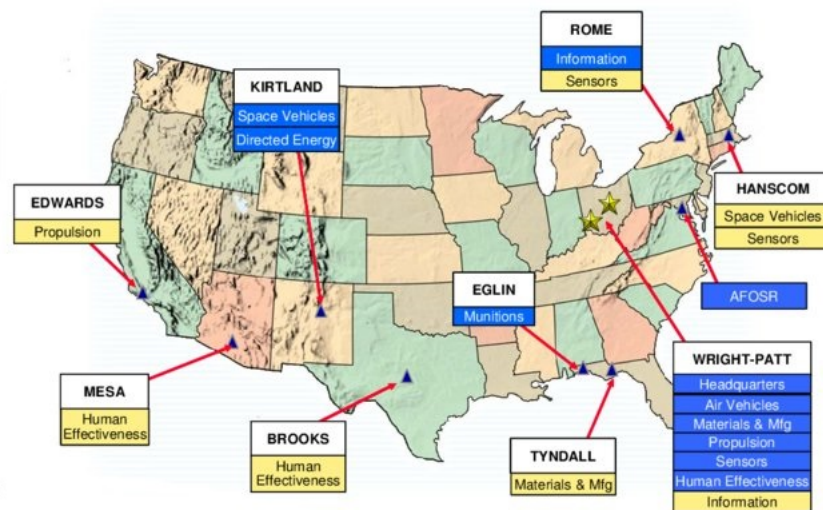 ROME
Information
Sensors
KIRTLAND
Space Vehicles
Directed Energy
EDWARDS
Propulsion
HANSCOM
Space Vehicles
Sensors
EGLIN
Munitions
AFOSR
MESA
Human
Effectiveness
BROOKS
Human
Effectiveness
TYNDALL
Materials & Mfg
WRIGHT-PATT
Headquarters
Air Vehicles
Materials & Mfg
Propulsion
Sensors
Human Effectiveness
Information